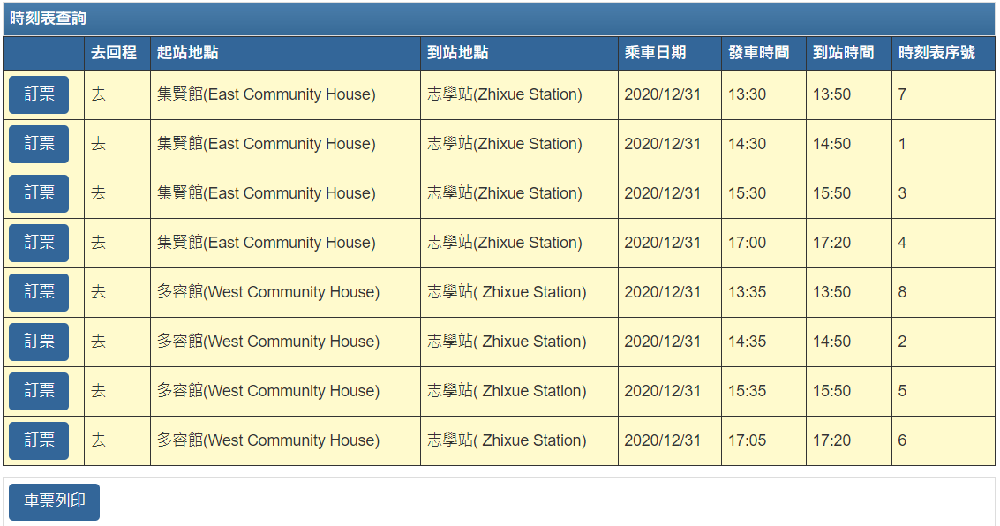 時刻表查詢
去回程 起站地點 到站地點 乘車日期 發車時間 到站時間 時刻表序號
訂票 去 集賢館(East Community House) 志學站(Zhixue Station) 2020/12/31 13:30 13:50 7
訂票 去 集賢館(East Community House) 志學站(Zhixue Station) 2020/12/31 14:30 14:50 1
訂票 去 集賢館(East Community House) 志學站(Zhixue Station) 2020/12/31 15:30 15:50 3
訂票 去 集賢館(East Community House) 志學站(Zhixue Station) 2020/12/31 17:00 17:20 4
訂票 去 多容館(West Community House) 志學站( Zhixue Station) 2020/12/31 13:35 13:50 8
訂票 去 多容館(West Community House) 志學站( Zhixue Station) 2020/12/31 14:35 14:50 2
訂票 去 多容館(West Community House) 志學站( Zhixue Station) 2020/12/31 15:35 15:50 5
訂票 去 多容館(West Community House) 志學站( Zhixue Station) 2020/12/31 17:05 17:20 6
車票列印